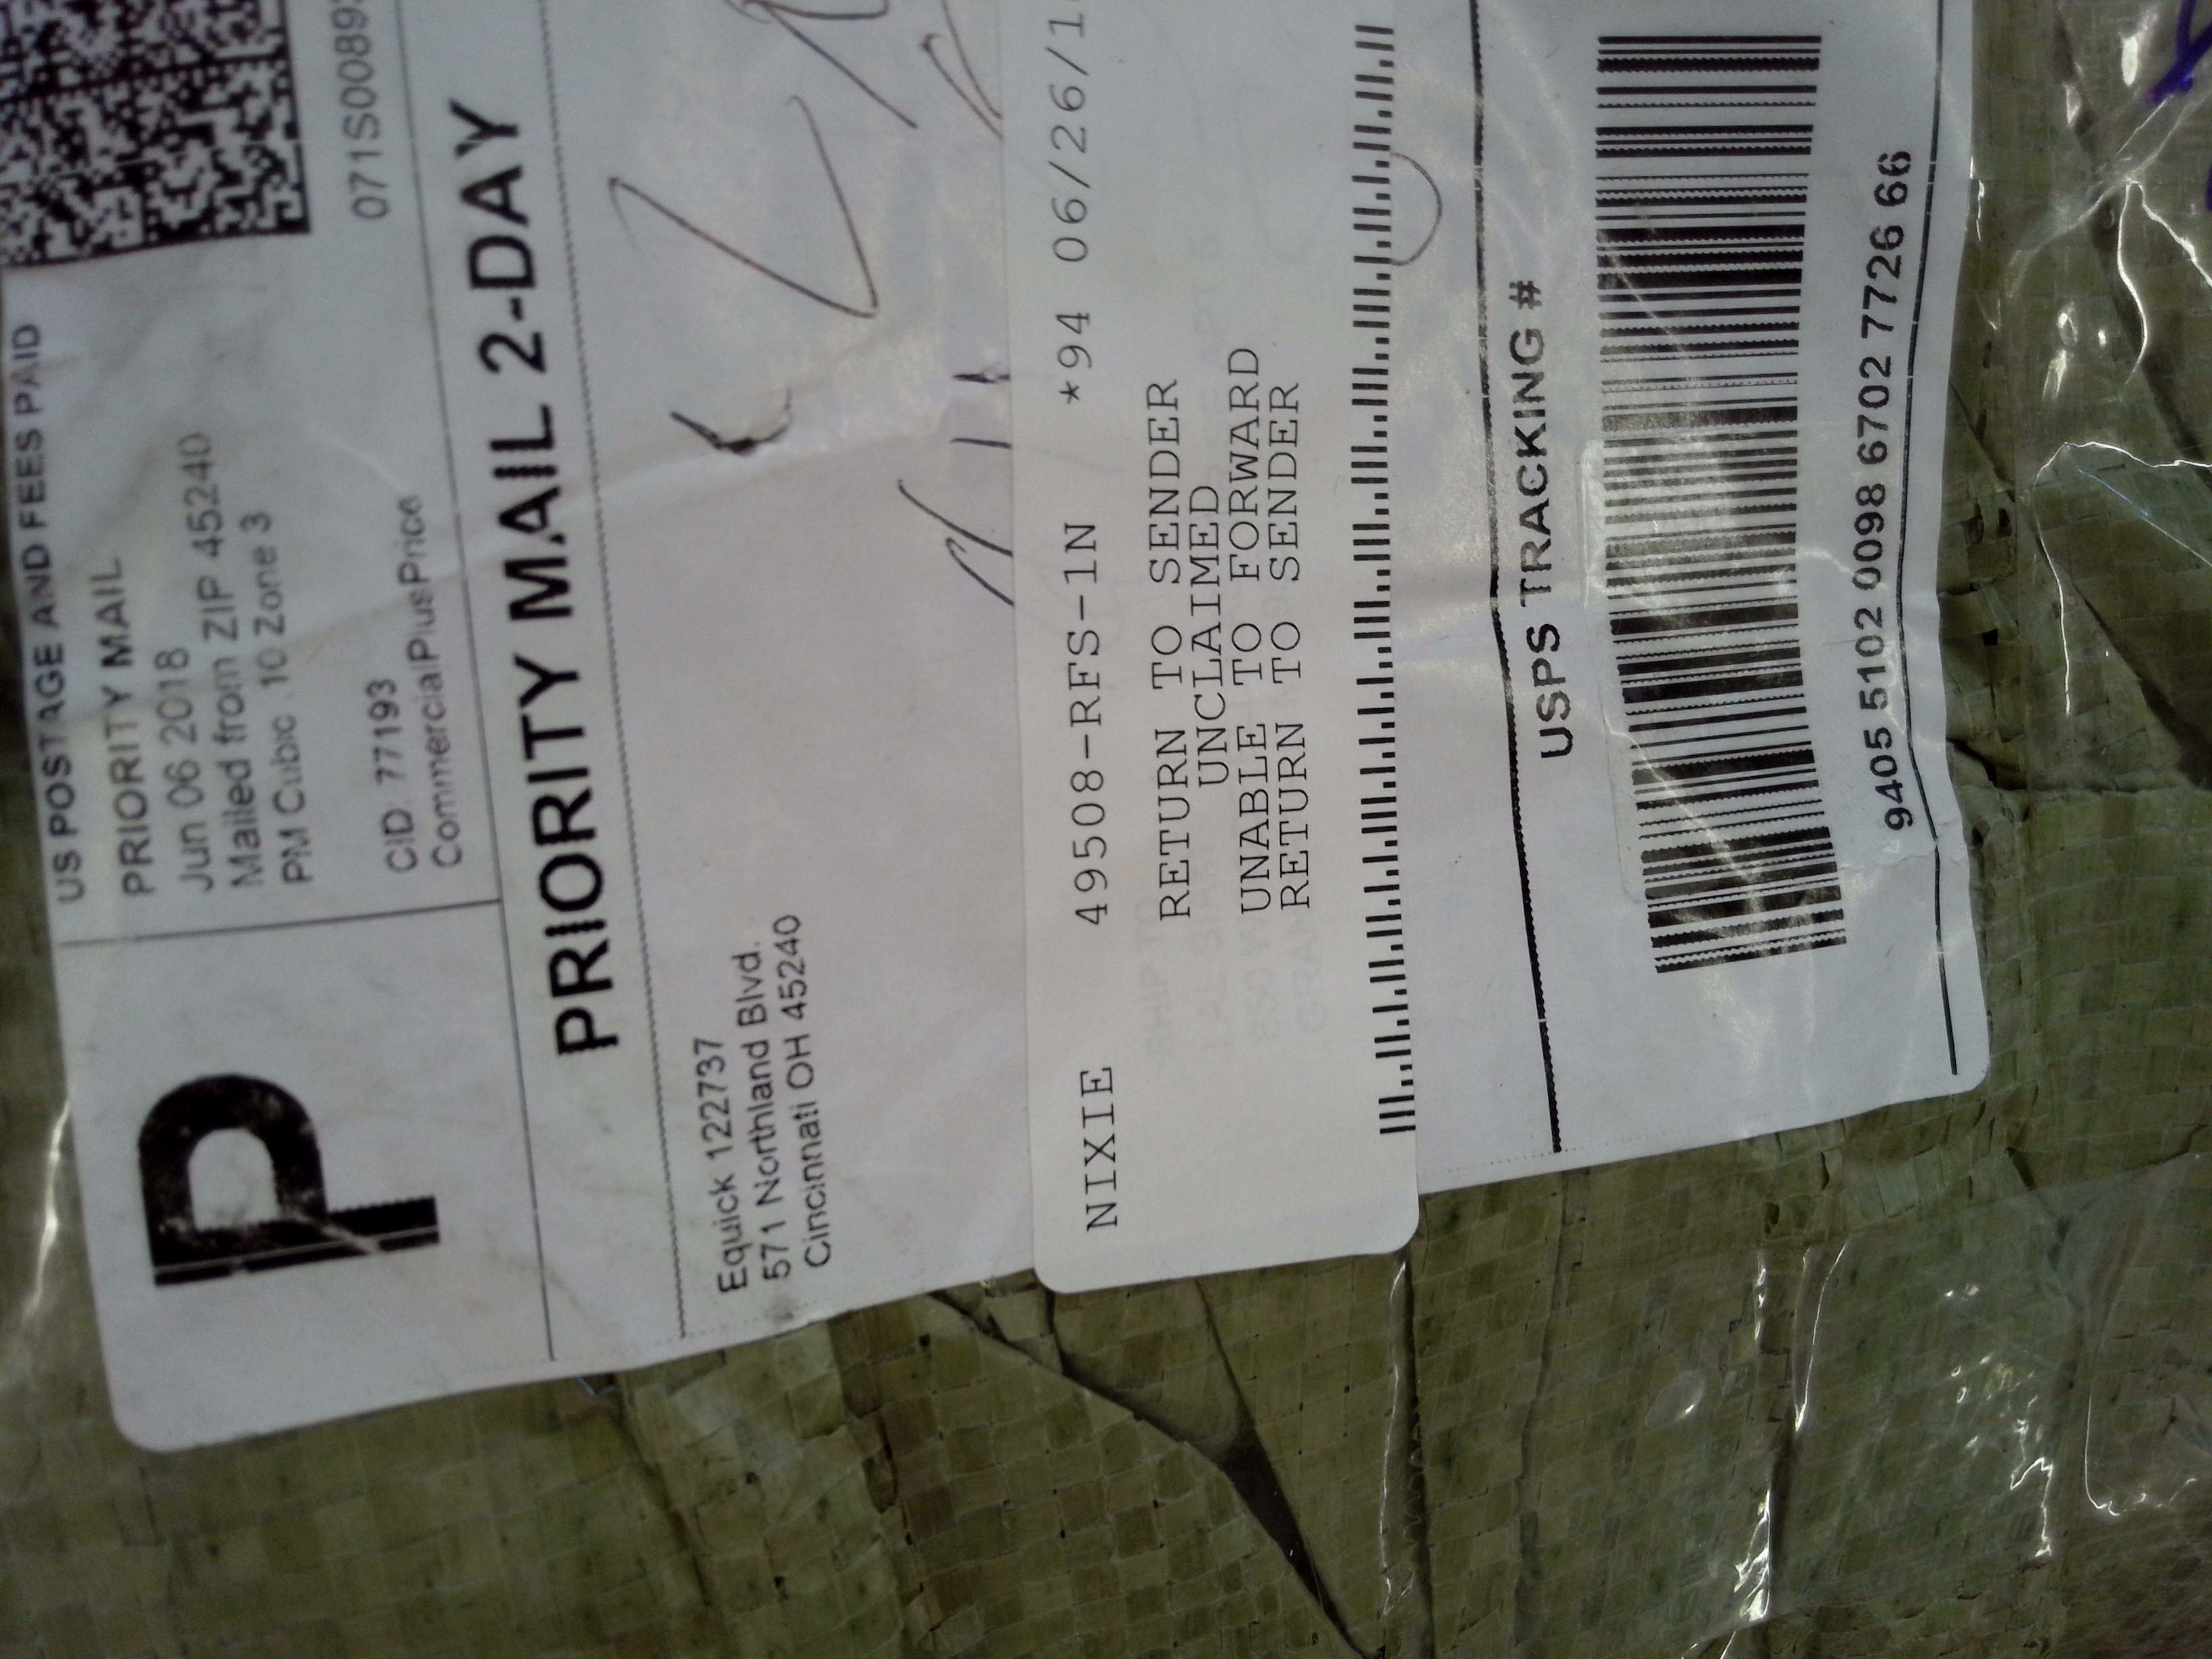 P
US POSTAGE AND FEES PAID
PRIORITY MAIL
Jun 06 2018
Mailed from ZIP 45240
PM Cubic .10 Zone 3
CID 77193
CommercialPlusPrice
071S00893
PRIORITY MAIL 2-DAY
Equick 122737
571 Northland Blvd.
Cincinnati OH 45240
NIXIE 49508-RFS-1N *94 06/26/1
RETURN TO SENDER
UNCLAIMED
UNABLE TO FORWARD
RETURN TO SENDER
USPS TRACKING #
9405 5102 0098 6702 7726 66